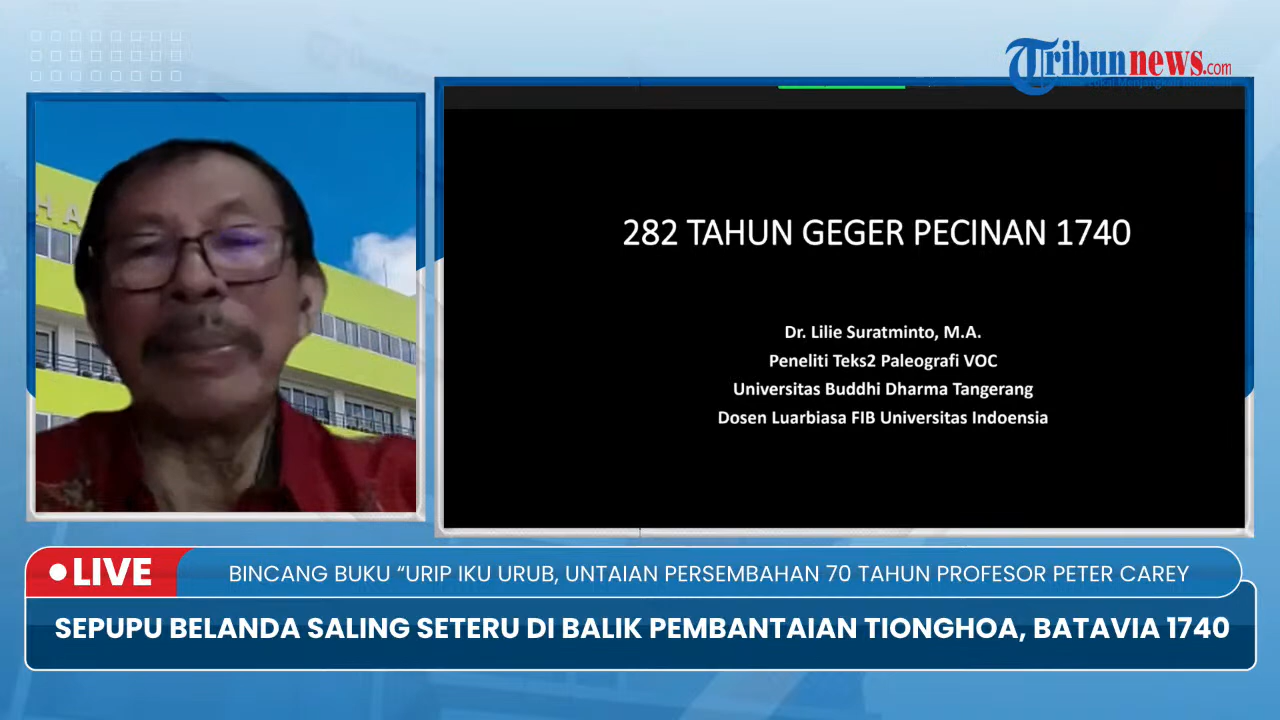 Tribunnews.com
HA
282 TAHUN GEGER PECINAN 1740
Dr. Lilie Suratminto, M.A.
Peneliti Teks2 Paleografi VOC
Universitas Buddhi Dharma Tangerang
Dosen Luarbiasa FIB Universitas Indoensia
LIVE
BINCANG BUKU “URIP IKU URUB, UNTAIAN PERSEMBAHAN 70 TAHUN PROFESOR PETER CAREY
SEPUPU BELANDA SALING SETERU DI BALIK PEMBANTAIAN TIONGHOA, BATAVIA 1740